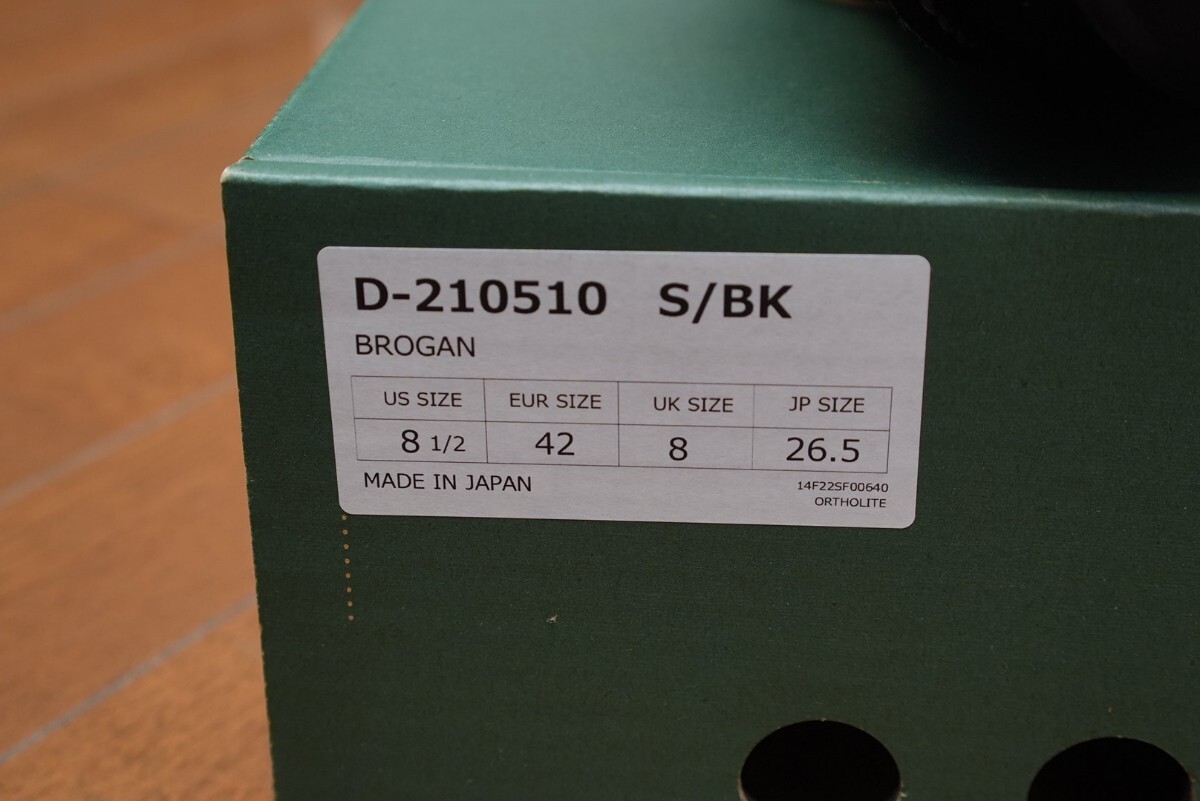 D-210510 S/BK
BROGAN
US SIZE EUR SIZE UK SIZE JP SIZE
8 1/2 42 8 26.5
MADE IN JAPAN 14F22SF00640
ORTHOLITE